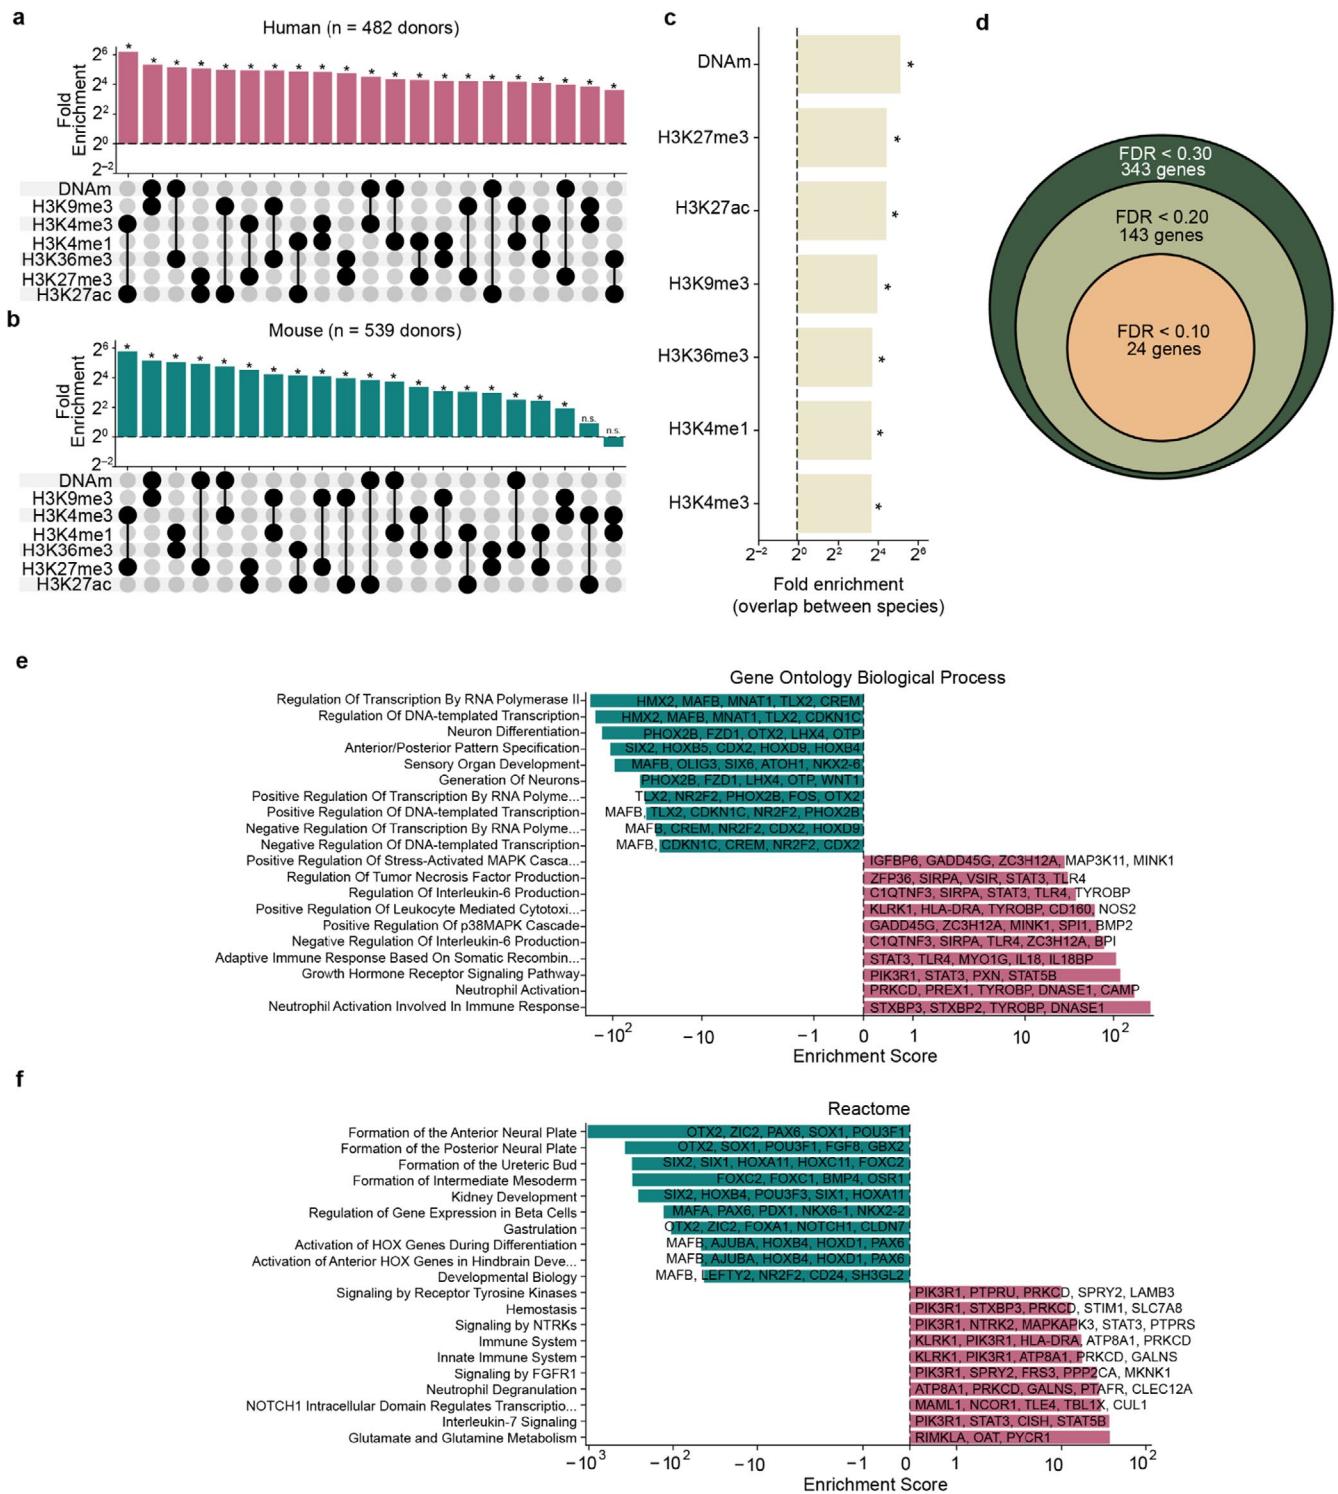 a
Human (n = 482 donors)
Fold
Enrichment
2⁶
2⁴
2²
2⁰
2⁻²
* * * * * * * * * * * * * * * * * * * * *
DNAm
H3K9me3
H3K4me3
H3K4me1
H3K36me3
H3K27me3
H3K27ac
b
Mouse (n = 539 donors)
Fold
Enrichment
2⁶
2⁴
2²
2⁰
2⁻²
* * * * * * * * * * * * * * * * * * * n.s. n.s.
DNAm
H3K9me3
H3K4me3
H3K4me1
H3K36me3
H3K27me3
H3K27ac
c
DNAm *
H3K27me3 *
H3K27ac *
H3K9me3 *
H3K36me3 *
H3K4me1 *
H3K4me3 *
2⁻² 2⁰ 2² 2⁴ 2⁶
Fold enrichment
(overlap between species)
d
FDR < 0.30
343 genes
FDR < 0.20
143 genes
FDR < 0.10
24 genes
e
Gene Ontology Biological Process
Regulation Of Transcription By RNA Polymerase II HMX2, MAFB, MNAT1, TLX2, CREM
Regulation Of DNA-templated Transcription HMX2, MAFB, MNAT1, TLX2, CDKN1C
Neuron Differentiation PHOX2B, FZD1, OTX2, LHX4, OTP
Anterior/Posterior Pattern Specification SIX2, HOXB5, CDX2, HOXD9, HOXB4
Sensory Organ Development MAFB, OLIG3, SIX6, ATOH1, NKX2-6
Generation Of Neurons PHOX2B, FZD1, LHX4, OTP, WNT1
Positive Regulation Of Transcription By RNA Polyme... TLX2, NR2F2, PHOX2B, FOS, OTX2
Positive Regulation Of DNA-templated Transcription MAFB, TLX2, CDKN1C, NR2F2, PHOX2B
Negative Regulation Of Transcription By RNA Polyme... MAFB, CREM, NR2F2, CDX2, HOXD9
Negative Regulation Of DNA-templated Transcription MAFB, CDKN1C, CREM, NR2F2, CDX2
Positive Regulation Of Stress-Activated MAPK Casca... IGFBP6, GADD45G, ZC3H12A, MAP3K11, MINK1
Regulation Of Tumor Necrosis Factor Production ZFP36, SIRPA, VSIR, STAT3, TLR4
Regulation Of Interleukin-6 Production C1QTNF3, SIRPA, STAT3, TLR4, TYROBP
Positive Regulation Of Leukocyte Mediated Cytotoxi... KLRK1, HLA-DRA, TYROBP, CD160, NOS2
Positive Regulation Of p38MAPK Cascade GADD45G, ZC3H12A, MINK1, SPI1, BMP2
Negative Regulation Of Interleukin-6 Production C1QTNF3, SIRPA, TLR4, ZC3H12A, BPI
Adaptive Immune Response Based On Somatic Recombin... STAT3, TLR4, MYO1G, IL18, IL18BP
Growth Hormone Receptor Signaling Pathway PIK3R1, STAT3, PXN, STAT5B
Neutrophil Activation PRKCD, PREX1, TYROBP, DNASE1, CAMP
Neutrophil Activation Involved In Immune Response STXBP3, STXBP2, TYROBP, DNASE1
−10² −10 −1 0 1 10 10²
Enrichment Score
f
Reactome
Formation of the Anterior Neural Plate OTX2, ZIC2, PAX6, SOX1, POU3F1
Formation of the Posterior Neural Plate OTX2, SOX1, POU3F1, FGF8, GBX2
Formation of the Ureteric Bud SIX2, SIX1, HOXA11, HOXC11, FOXC2
Formation of Intermediate Mesoderm FOXC2, FOXC1, BMP4, OSR1
Kidney Development SIX2, HOXB4, POU3F3, SIX1, HOXA11
Regulation of Gene Expression in Beta Cells MAFA, PAX6, PDX1, NKX6-1, NKX2-2
Gastrulation OTX2, ZIC2, FOXA1, NOTCH1, CLDN7
Activation of HOX Genes During Differentiation MAFB, AJUBA, HOXB4, HOXD1, PAX6
Activation of Anterior HOX Genes in Hindbrain Deve... MAFB, AJUBA, HOXB4, HOXD1, PAX6
Developmental Biology MAFB, LEFTY2, NR2F2, CD24, SH3GL2
Signaling by Receptor Tyrosine Kinases PIK3R1, PTPRU, PRKCD, SPRY2, LAMB3
Hemostasis PIK3R1, STXBP3, PRKCD, STIM1, SLC7A8
Signaling by NTRKs PIK3R1, NTRK2, MAPKAPK3, STAT3, PTPRS
Immune System KLRK1, PIK3R1, HLA-DRA, ATP8A1, PRKCD
Innate Immune System KLRK1, PIK3R1, ATP8A1, PRKCD, GALNS
Signaling by FGFR1 PIK3R1, SPRY2, FRS3, PPP2CA, MKNK1
Neutrophil Degranulation ATP8A1, PRKCD, GALNS, PTAFR, CLEC12A
NOTCH1 Intracellular Domain Regulates Transcriptio... MAML1, NCOR1, TLE4, TBL1X, CUL1
Interleukin-7 Signaling PIK3R1, STAT3, CISH, STAT5B
Glutamate and Glutamine Metabolism RIMKLA, OAT, PYCR1
−10³ −10² −10 −1 0 1 10 10²
Enrichment Score